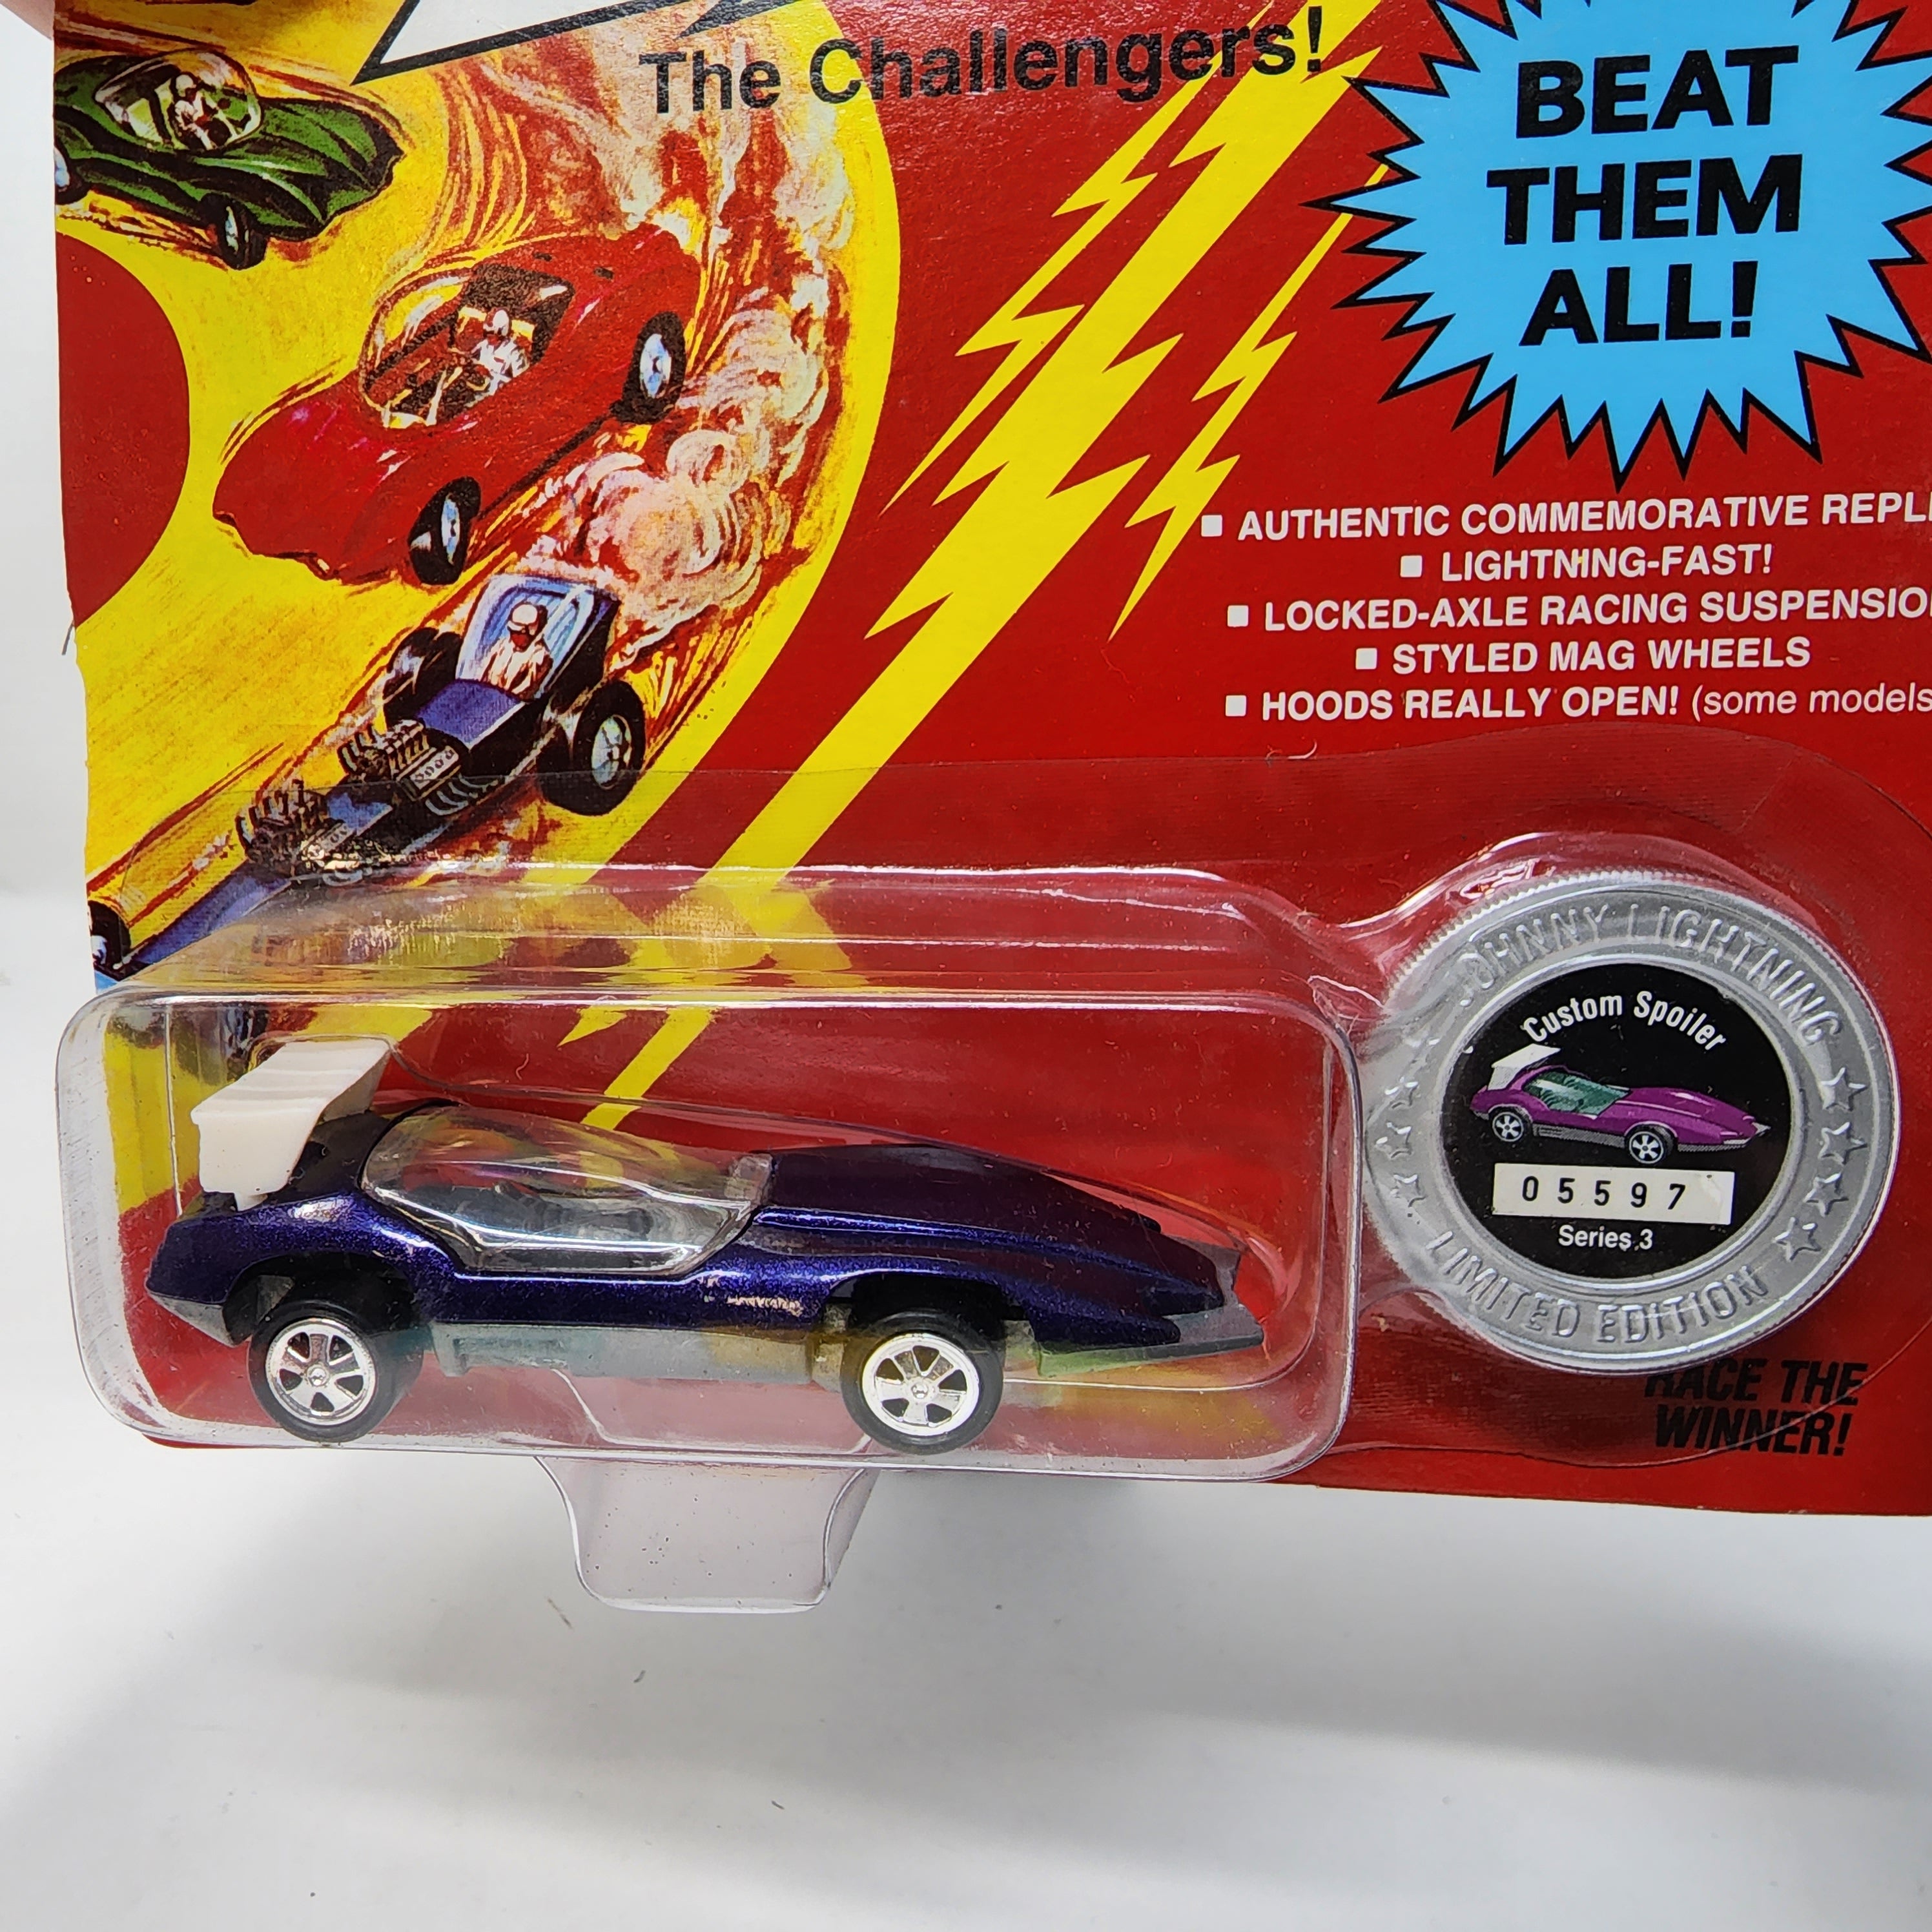 The Challengers!
BEAT
THEM
ALL!
▪ AUTHENTIC COMMEMORATIVE REPLI
▪ LIGHTNING-FAST!
▪ LOCKED-AXLE RACING SUSPENSIO
▪ STYLED MAG WHEELS
▪ HOODS REALLY OPEN! (some models
JOHNNY LIGHTNING
Custom Spoiler
05597
Series 3
LIMITED EDITION
RACE THE
WINNER!